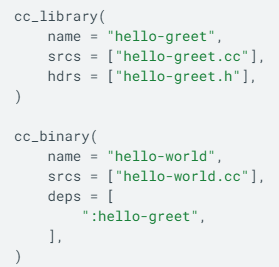 cc_library(
    name = "hello-greet",
    srcs = ["hello-greet.cc"],
    hdrs = ["hello-greet.h"],
)
cc_binary(
    name = "hello-world",
    srcs = ["hello-world.cc"],
    deps = [
        ":hello-greet",
    ],
)